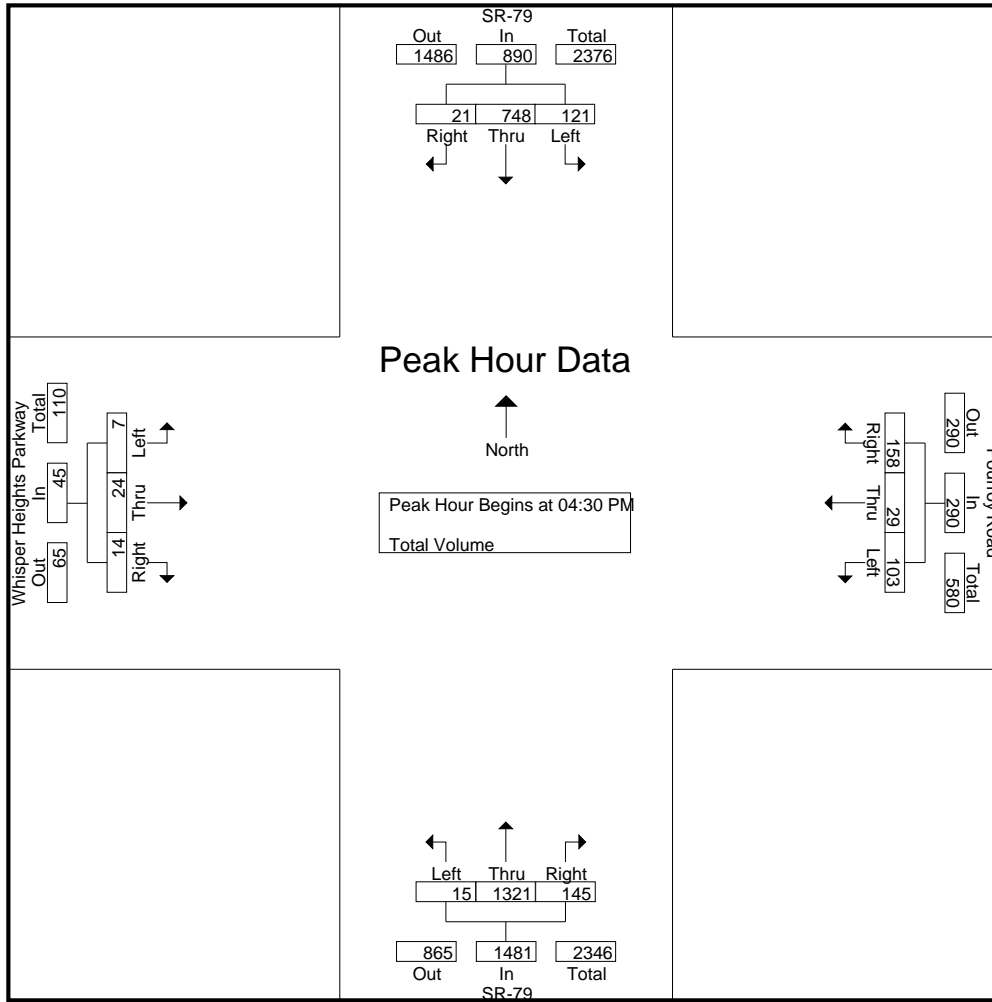 SR-79
Out In Total
1486 890 2376
21 748 121
Right Thru Left
Peak Hour Data
North
Peak Hour Begins at 04:30 PM
Total Volume
Whisper Heights Parkway
Out In Total
65 45 110
14 24 7
Right Thru Left
Out In Total
290 290 580
158 29 103
Right Thru Left
Road
Left Thru Right
15 1321 145
865 1481 2346
Out In Total
SR-79